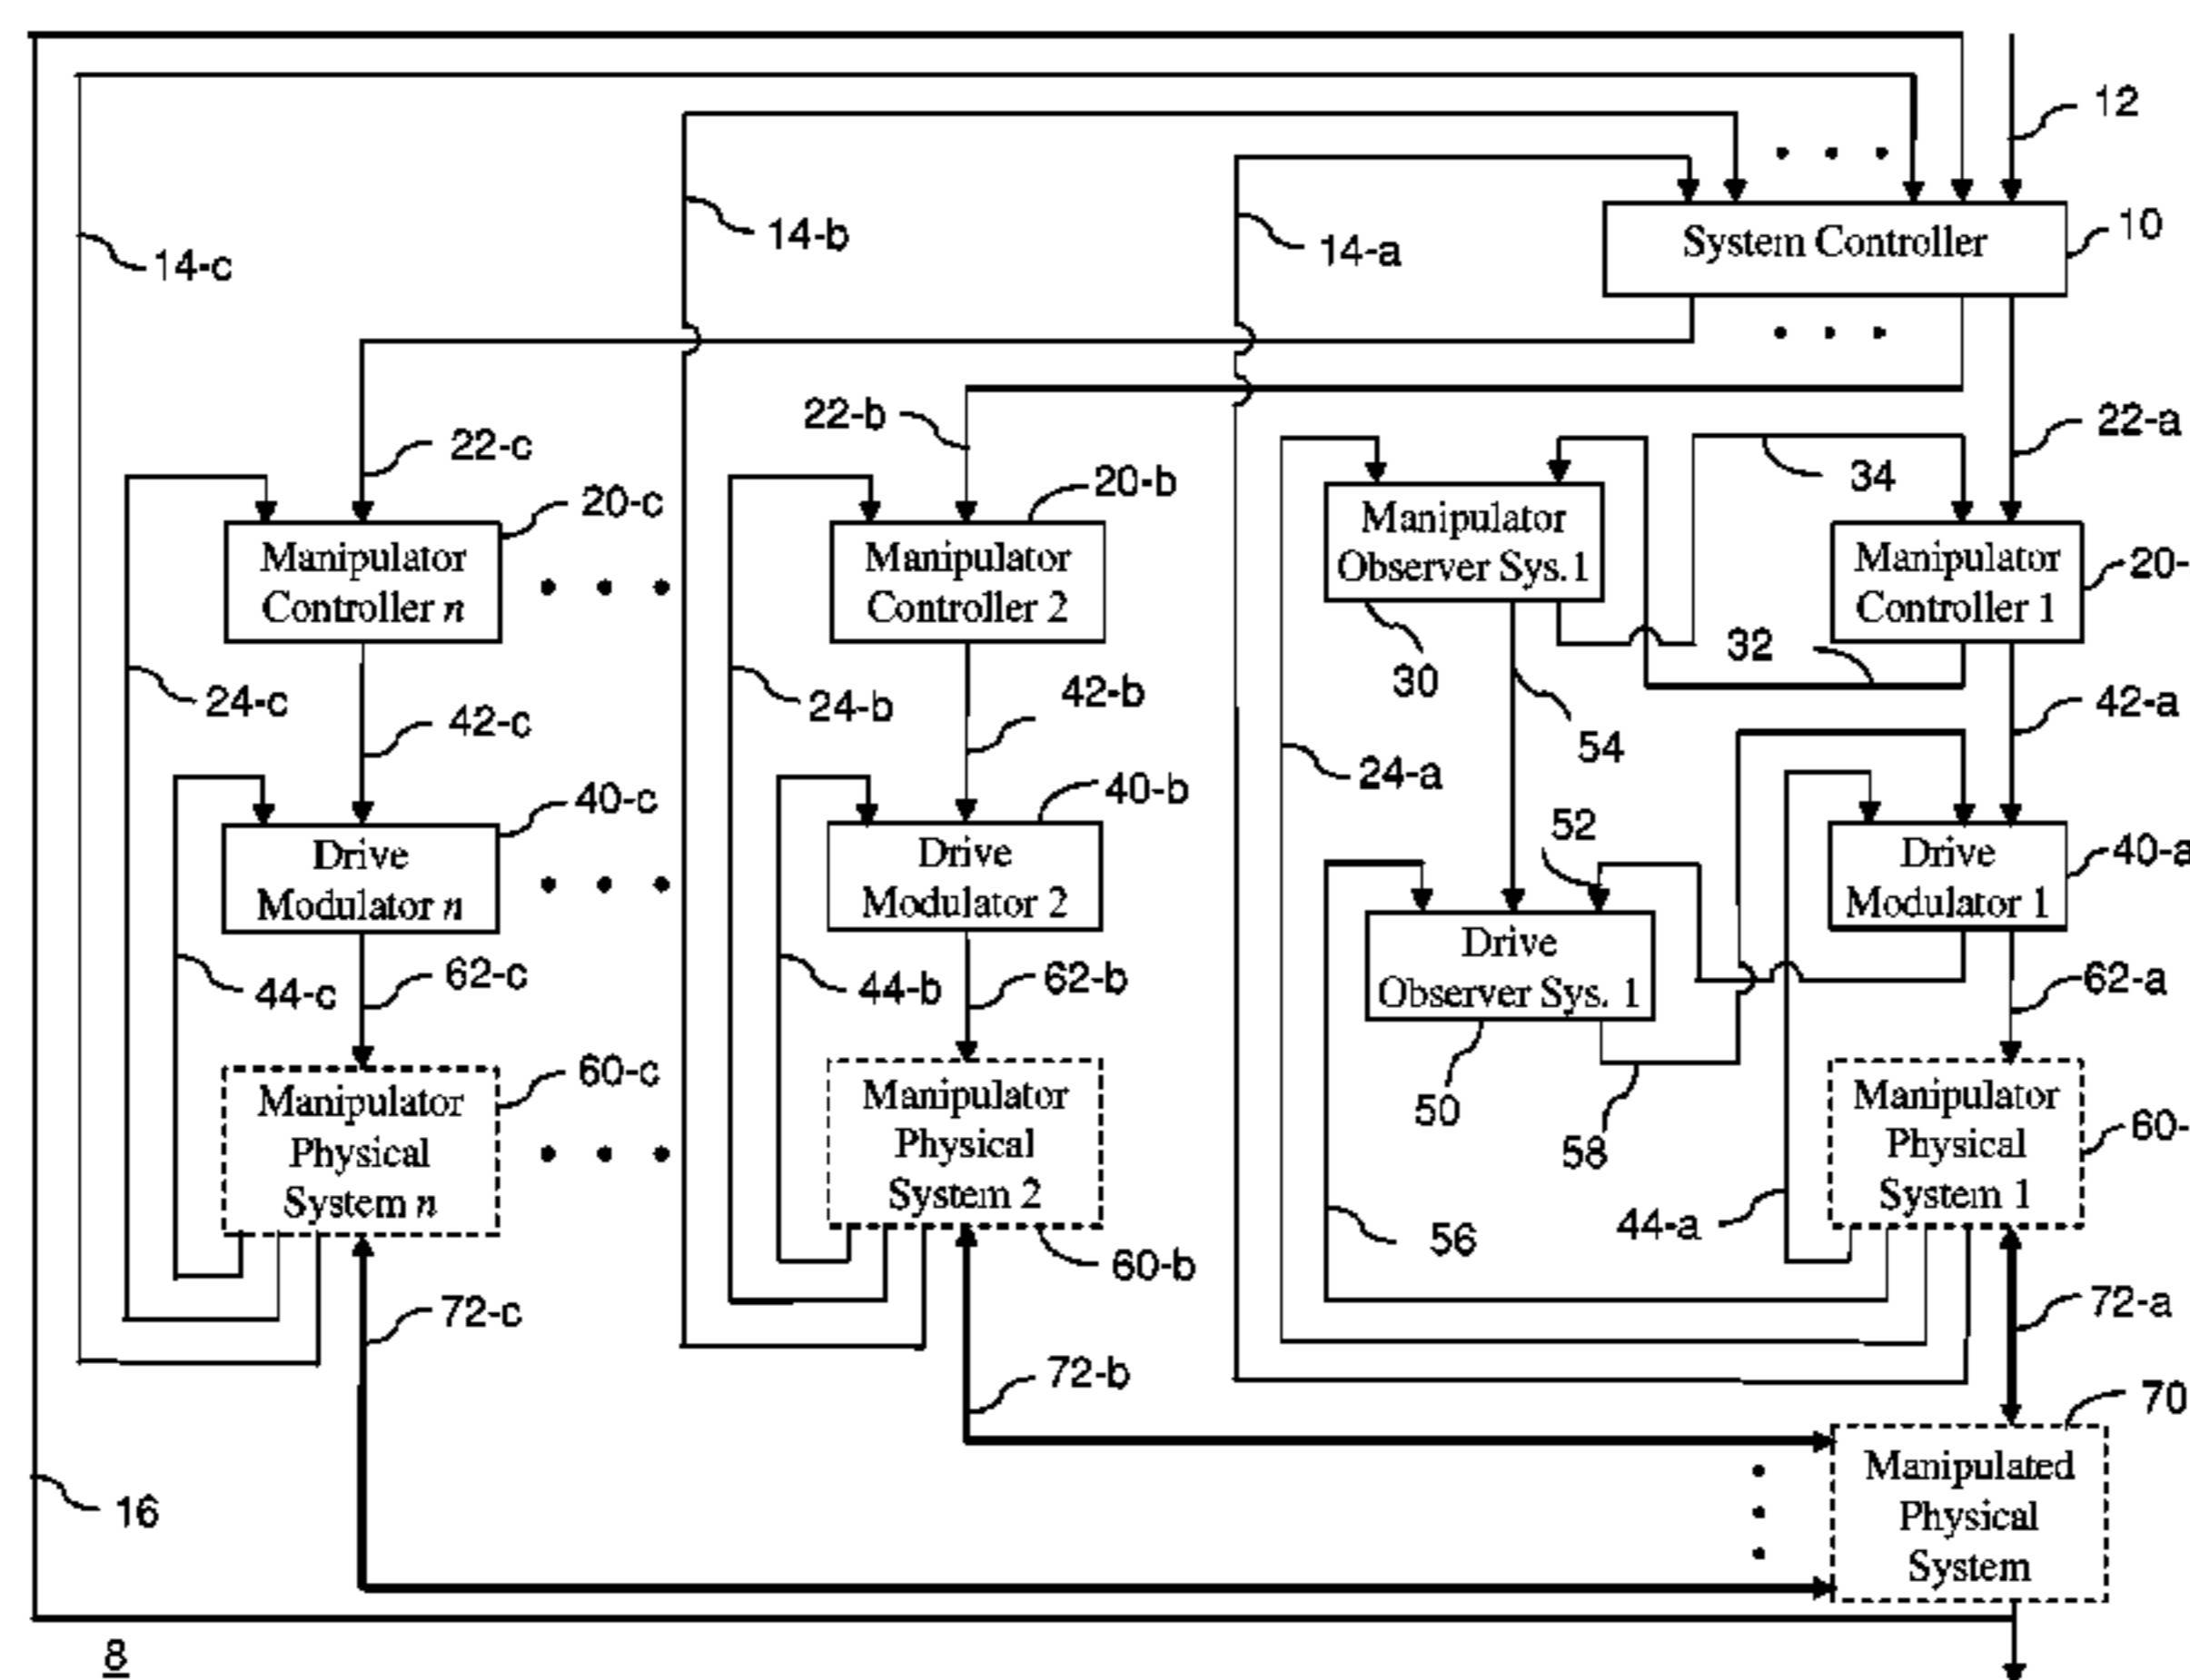 12
14-c
14-b
14-a
System Controller
10
22-c
22-b
22-a
34
20-c
20-b
Manipulator
Observer Sys.1
Manipulator
Controller n
Manipulator
Controller 2
Manipulator
Controller 1
20-
30
32
24-c
42-c
24-b
42-b
54
24-a
42-a
40-c
40-b
52
Drive
Modulator n
Drive
Modulator 2
Drive
Modulator 1
40-a
Drive
Observer Sys. 1
44-c
62-c
44-b
62-b
62-a
60-c
50
58
Manipulator
Physical
System n
Manipulator
Physical
System 2
Manipulator
Physical
System 1
60-
60-b
56
44-a
72-c
72-b
72-a
70
Manipulated
Physical
System
16
8